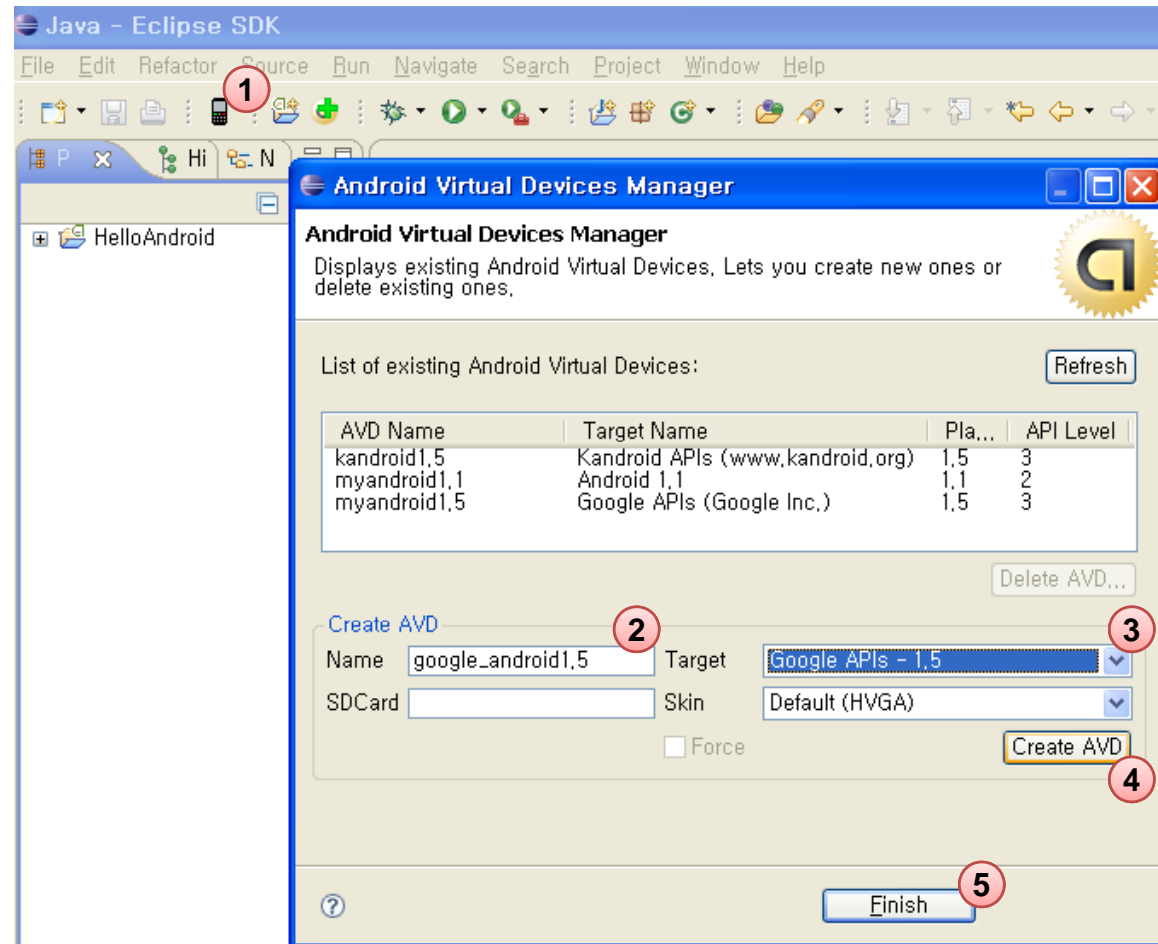 Java - Eclipse SDK
File Edit Refactor Source Run Navigate Search Project Window Help
1
P Hi N
HelloAndroid
Android Virtual Devices Manager
Android Virtual Devices Manager
Displays existing Android Virtual Devices, Lets you create new ones or
delete existing ones,
List of existing Android Virtual Devices:
Refresh
AVD Name Target Name Pla,,, API Level
kandroid1,5 Kandroid APIs (www,kandroid,org) 1,5 3
myandroid1,1 Android 1,1 1,1 2
myandroid1,5 Google APIs (Google Inc,) 1,5 3
Delete AVD,,,
Create AVD
2
3
Name google_android1,5 Target Google APIs - 1,5
SDCard Skin Default (HVGA)
Force
Create AVD
4
5
Finish